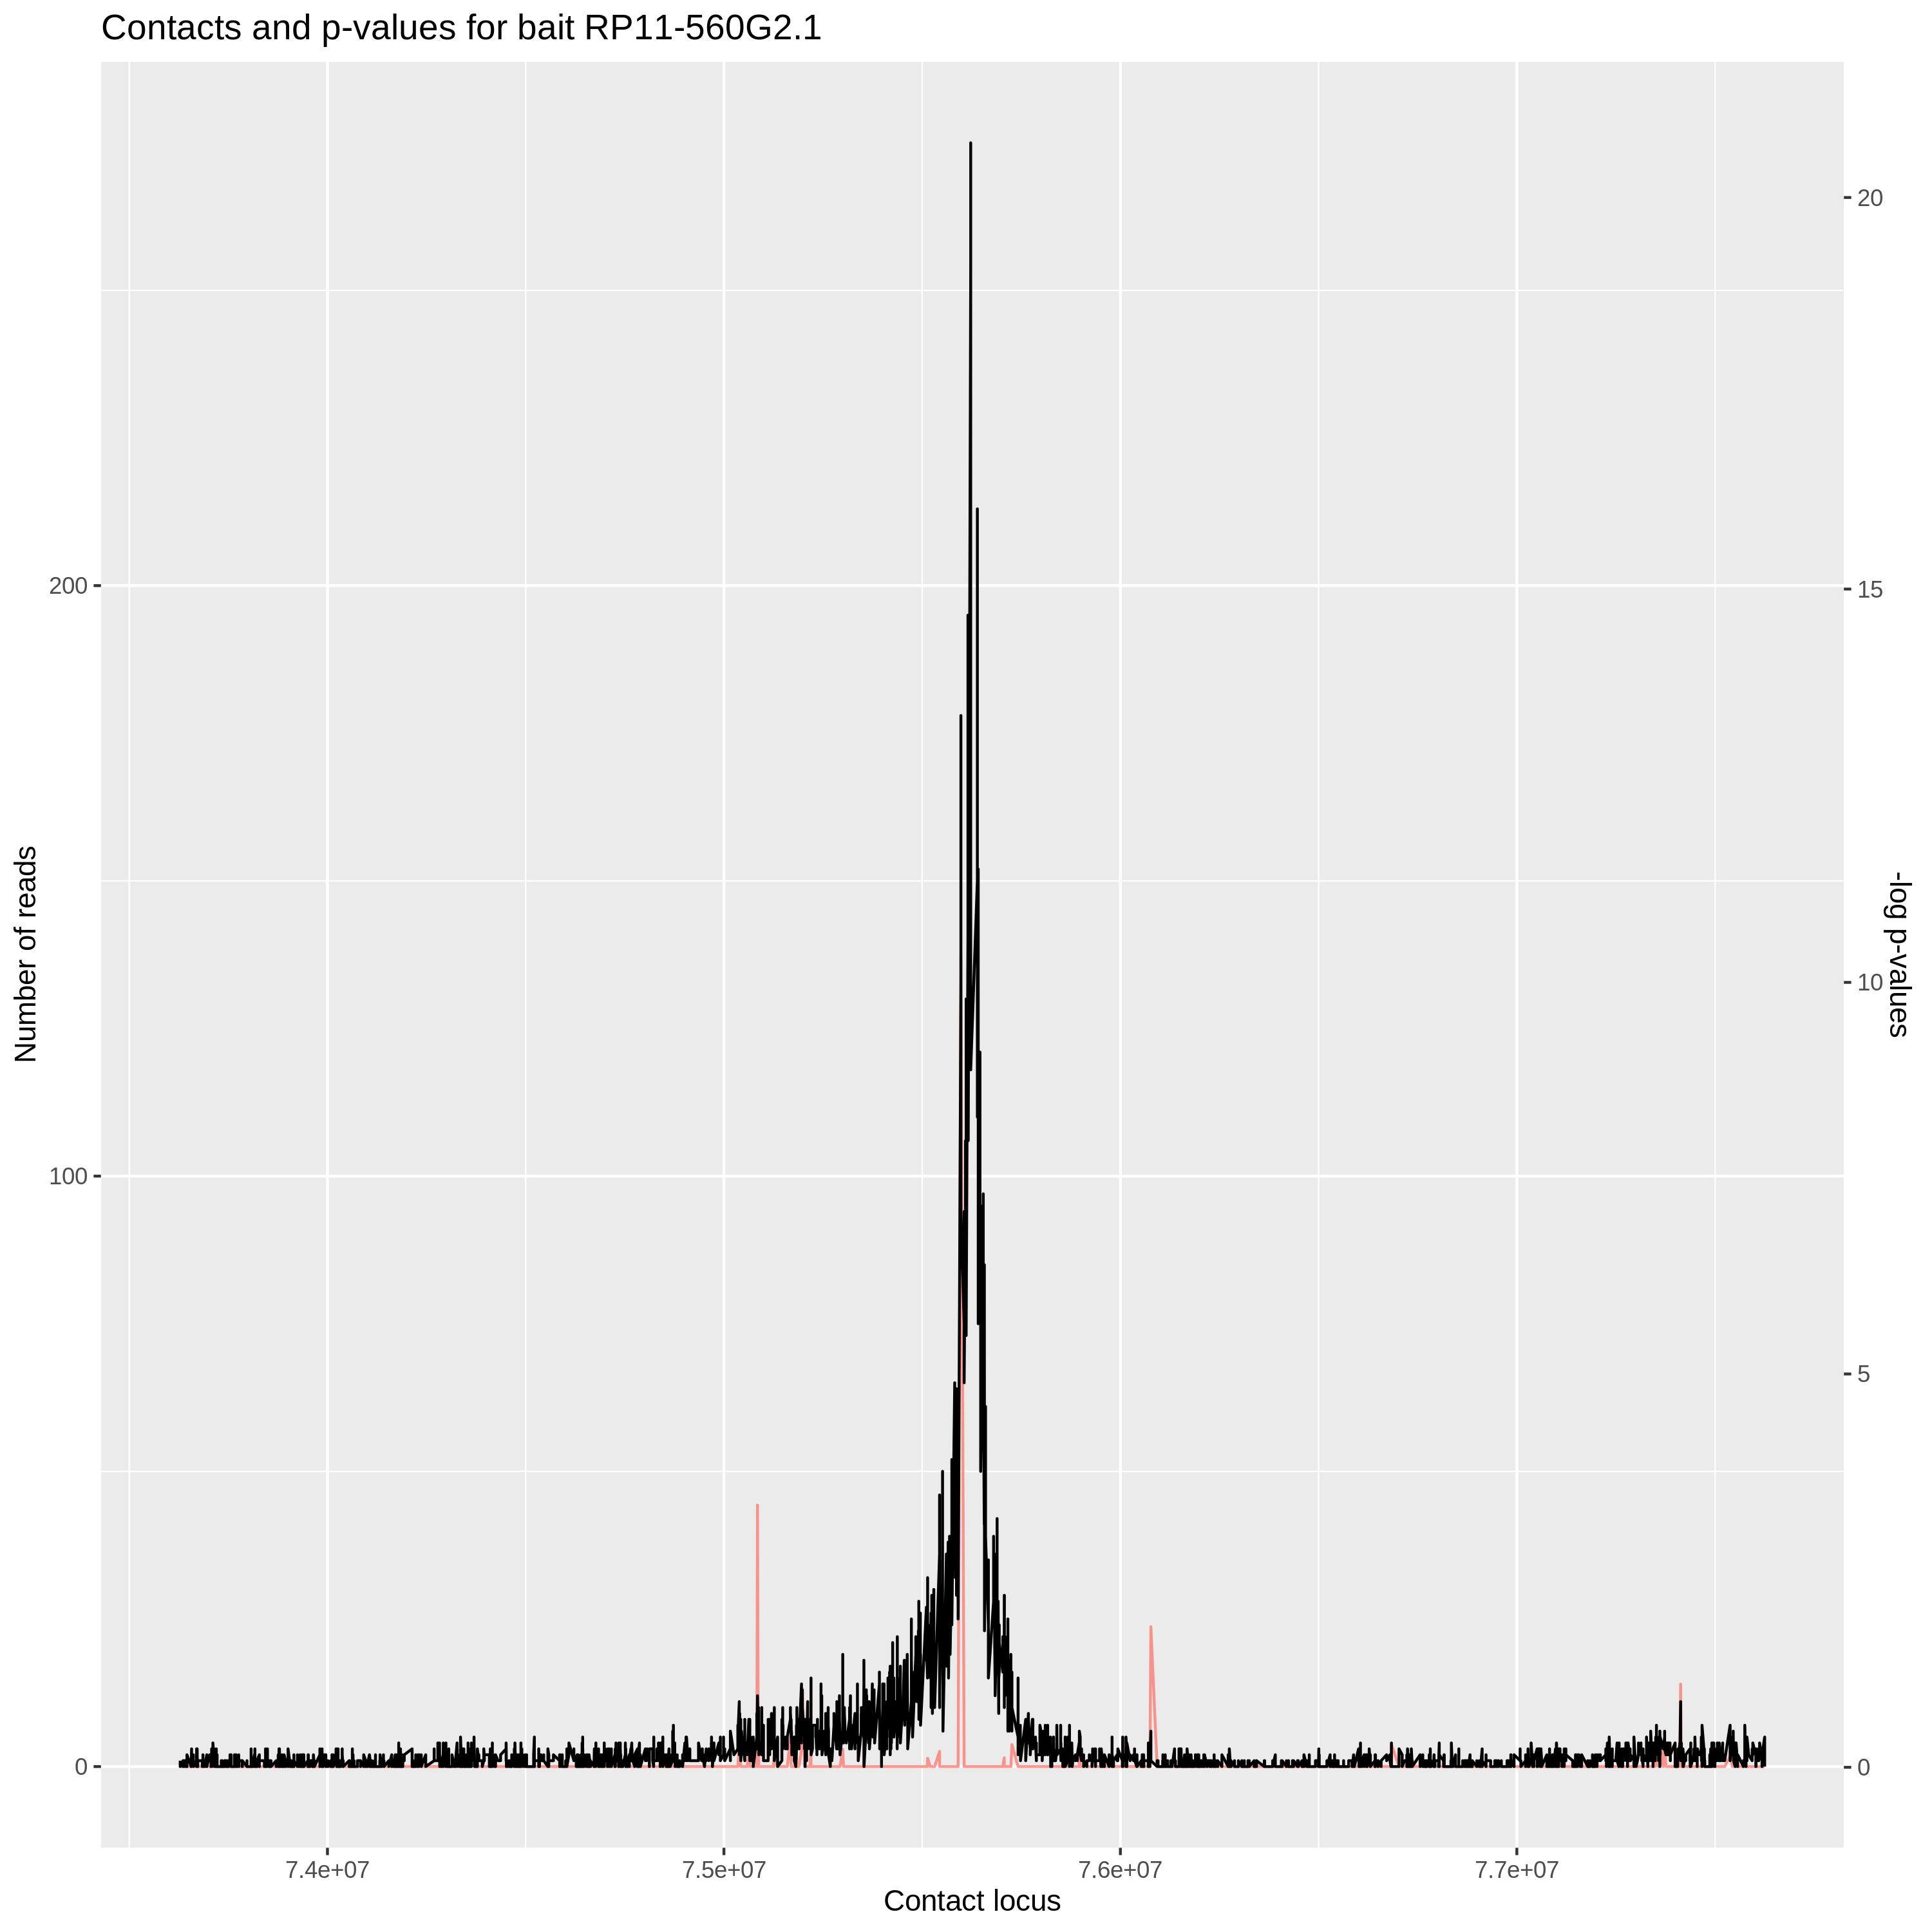 Contacts and p-values for bait RP11-560G2.1
Number of reads
200
100
0
20
15
10
5
0
-log p-values
7.4e+07 7.5e+07 7.6e+07 7.7e+07
Contact locus